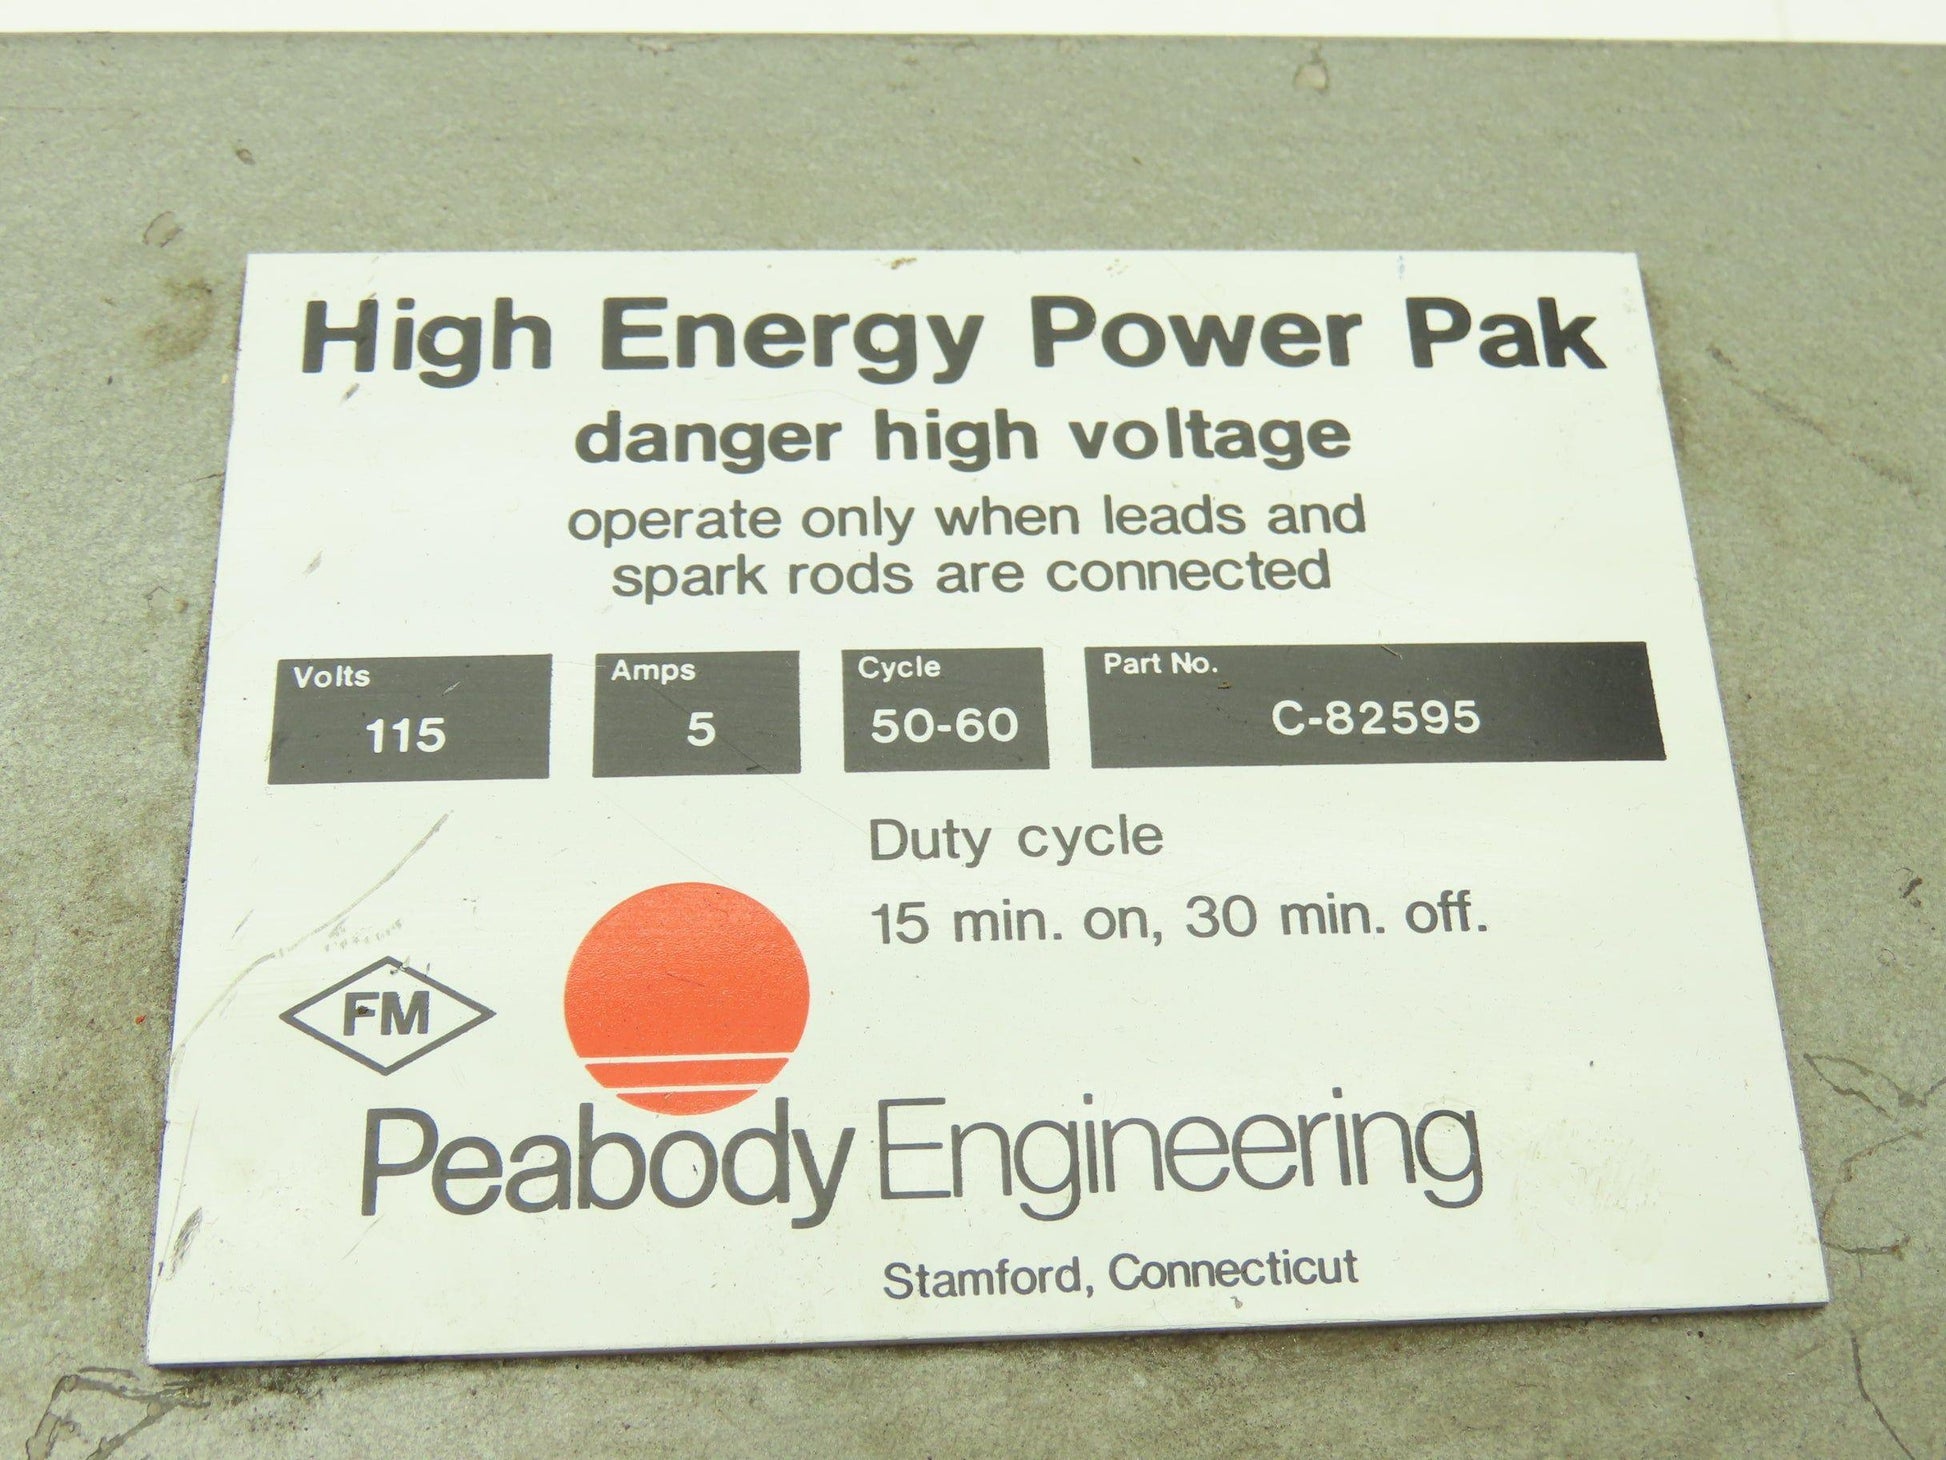 High Energy Power Pak
danger high voltage
operate only when leads and
spark rods are connected
Volts
115
Amps
5
Cycle
50-60
Part No.
C-82595
Duty cycle
15 min. on, 30 min. off.
FM
Peabody Engineering
Stamford, Connecticut